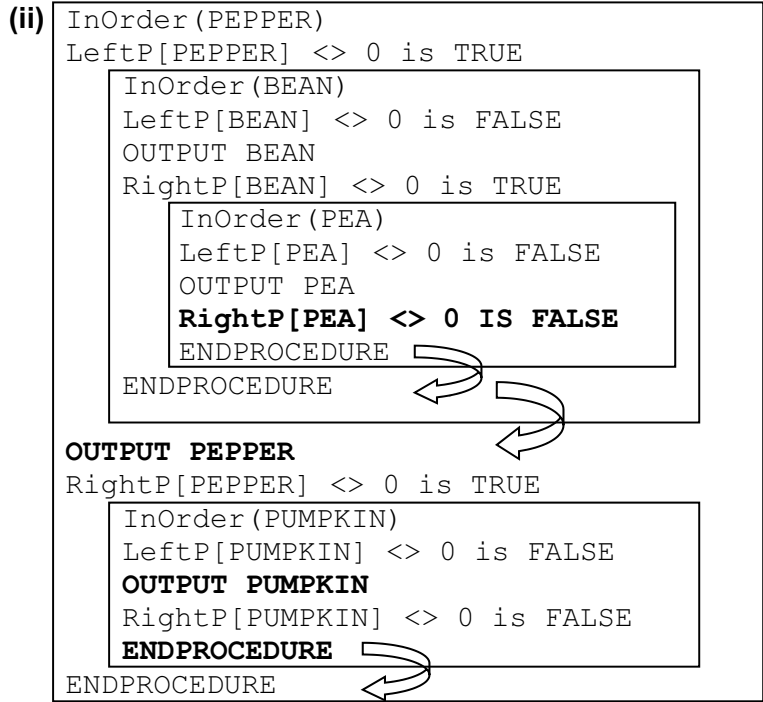 (ii) InOrder(PEPPER)
LeftP[PEPPER] <> 0 is TRUE
InOrder(BEAN)
LeftP[BEAN] <> 0 is FALSE
OUTPUT BEAN
RightP[BEAN] <> 0 is TRUE
InOrder(PEA)
LeftP[PEA] <> 0 is FALSE
OUTPUT PEA
RightP[PEA] <> 0 IS FALSE
ENDPROCEDURE
ENDPROCEDURE
OUTPUT PEPPER
RightP[PEPPER] <> 0 is TRUE
InOrder(PUMPKIN)
LeftP[PUMPKIN] <> 0 is FALSE
OUTPUT PUMPKIN
RightP[PUMPKIN] <> 0 is FALSE
ENDPROCEDURE
ENDPROCEDURE